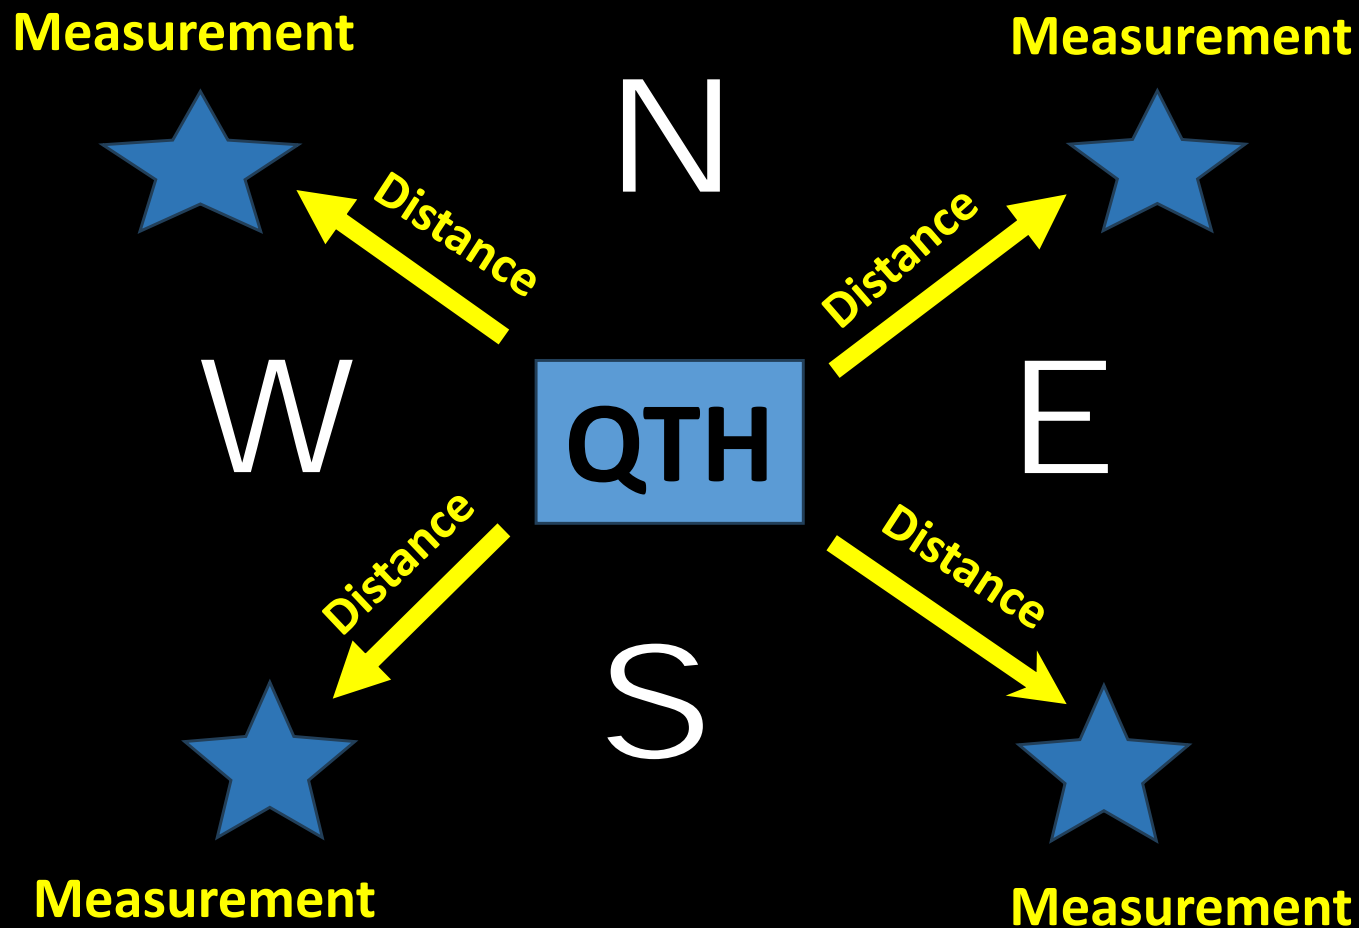 Measurement
Measurement
N
Distance
Distance
W
QTH
E
Distance
Distance
S
Measurement
Measurement